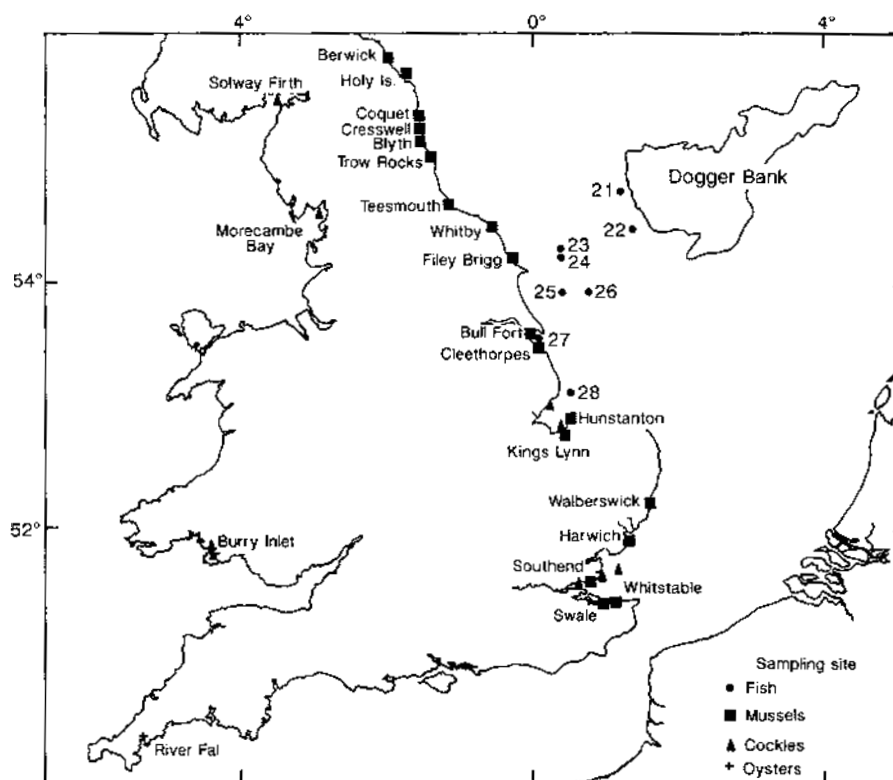 4°
0°
4°
Berwick
Holy Is.
Solway Firth
Coquet
Cresswell
Blyth
Trow Rocks
Dogger Bank
21
Teesmouth
22
Morecambe
Bay
Whitby
23
24
Filey Brigg
54°
25
26
Bull Fort
27
Cleethorpes
28
Hunstanton
Kings Lynn
Walberswick
52°
Harwich
Burry Inlet
Southend
Whitstable
Swale
Sampling site
Fish
Mussels
Cockles
Oysters
River Fal